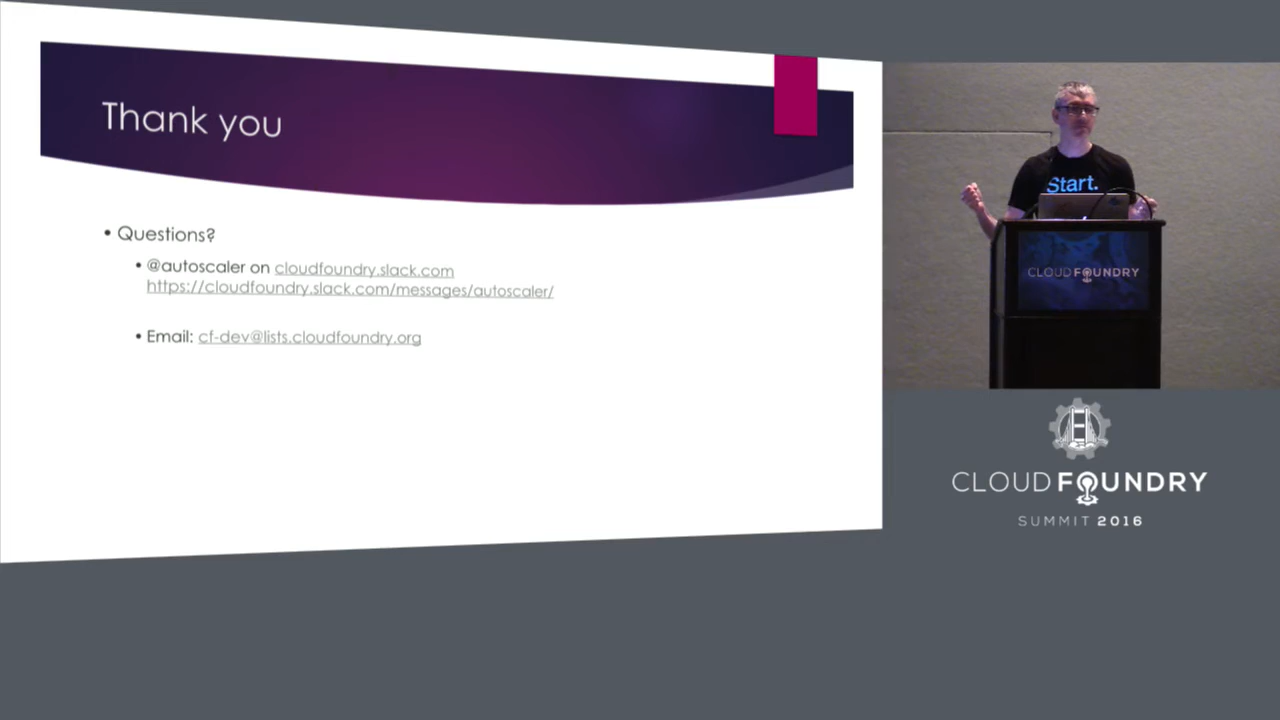 Thank you
• Questions?
• @autoscaler on cloudfoundry.slack.com
https://cloudfoundry.slack.com/messages/autoscaler/
• Email: cf-dev@lists.cloudfoundry.org
Start.
CLOUD FOUNDRY
CLOUD FOUNDRY
SUMMIT 2016